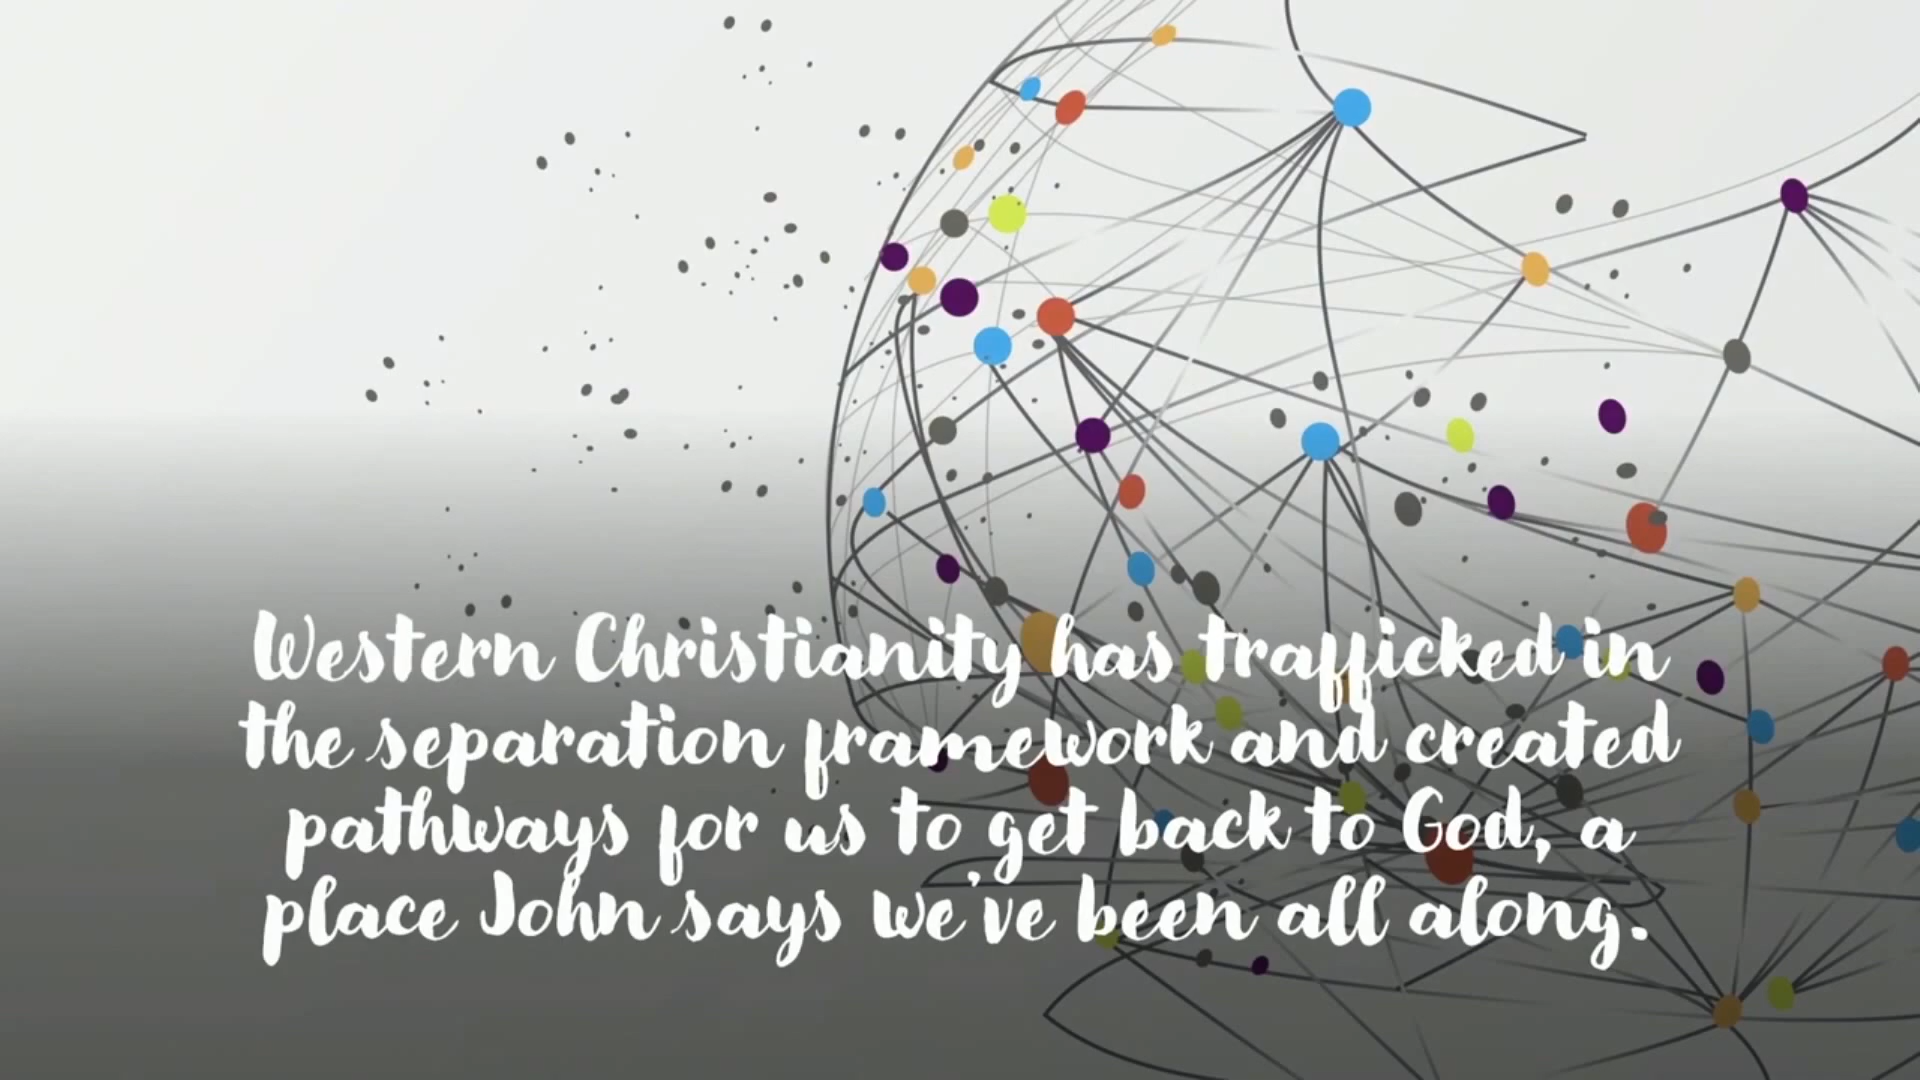 Western Christianity has trafficked in
the separation framework and created
pathways for us to get back to God, a
place John says we've been all along.